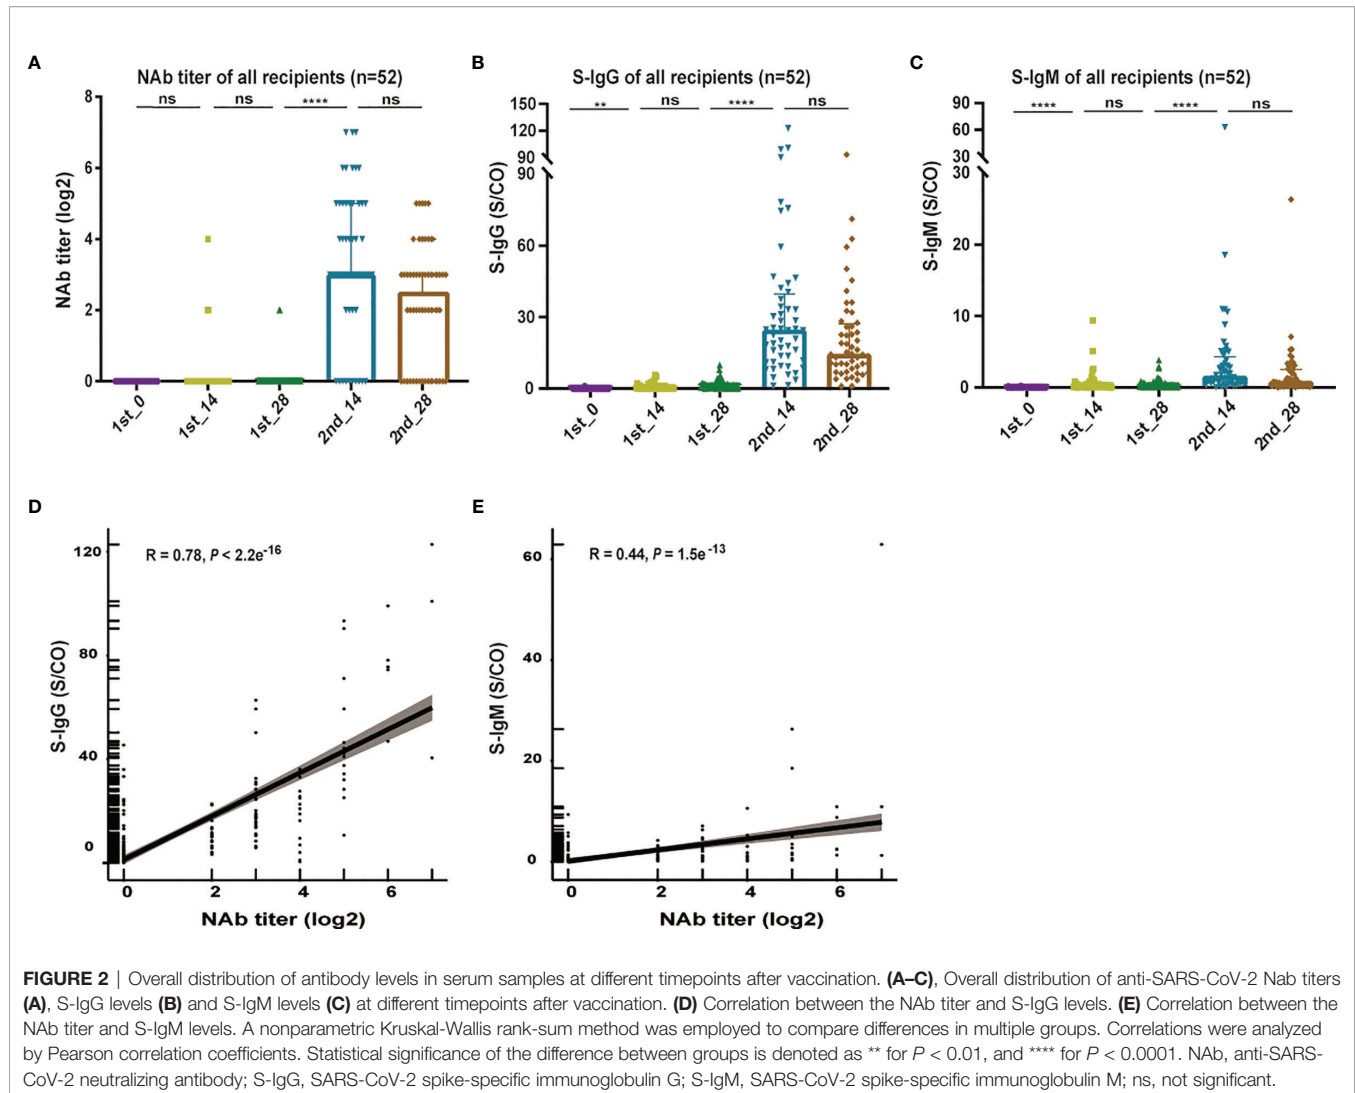 A
NAb titer of all recipients (n=52)
ns ns **** ns
NAb titer (log2)
8
6
4
2
0
1st_0 1st_14 1st_28 2nd_14 2nd_28
B
S-IgG of all recipients (n=52)
** ns **** ns
S-IgG (S/CO)
150
120
90
90
60
30
0
1st_0 1st_14 1st_28 2nd_14 2nd_28
C
S-IgM of all recipients (n=52)
**** ns **** ns
S-IgM (S/CO)
90
60
30
30
20
10
0
1st_0 1st_14 1st_28 2nd_14 2nd_28
D
R = 0.78, P < 2.2e-16
S-IgG (S/CO)
120
80
40
0
0 2 4 6
NAb titer (log2)
E
R = 0.44, P = 1.5e-13
S-IgM (S/CO)
60
40
20
0
0 2 4 6
NAb titer (log2)
FIGURE 2 | Overall distribution of antibody levels in serum samples at different timepoints after vaccination. (A–C), Overall distribution of anti-SARS-CoV-2 Nab titers
(A), S-IgG levels (B) and S-IgM levels (C) at different timepoints after vaccination. (D) Correlation between the NAb titer and S-IgG levels. (E) Correlation between the
NAb titer and S-IgM levels. A nonparametric Kruskal-Wallis rank-sum method was employed to compare differences in multiple groups. Correlations were analyzed
by Pearson correlation coefficients. Statistical significance of the difference between groups is denoted as ** for P < 0.01, and **** for P < 0.0001. NAb, anti-SARS-
CoV-2 neutralizing antibody; S-IgG, SARS-CoV-2 spike-specific immunoglobulin G; S-IgM, SARS-CoV-2 spike-specific immunoglobulin M; ns, not significant.